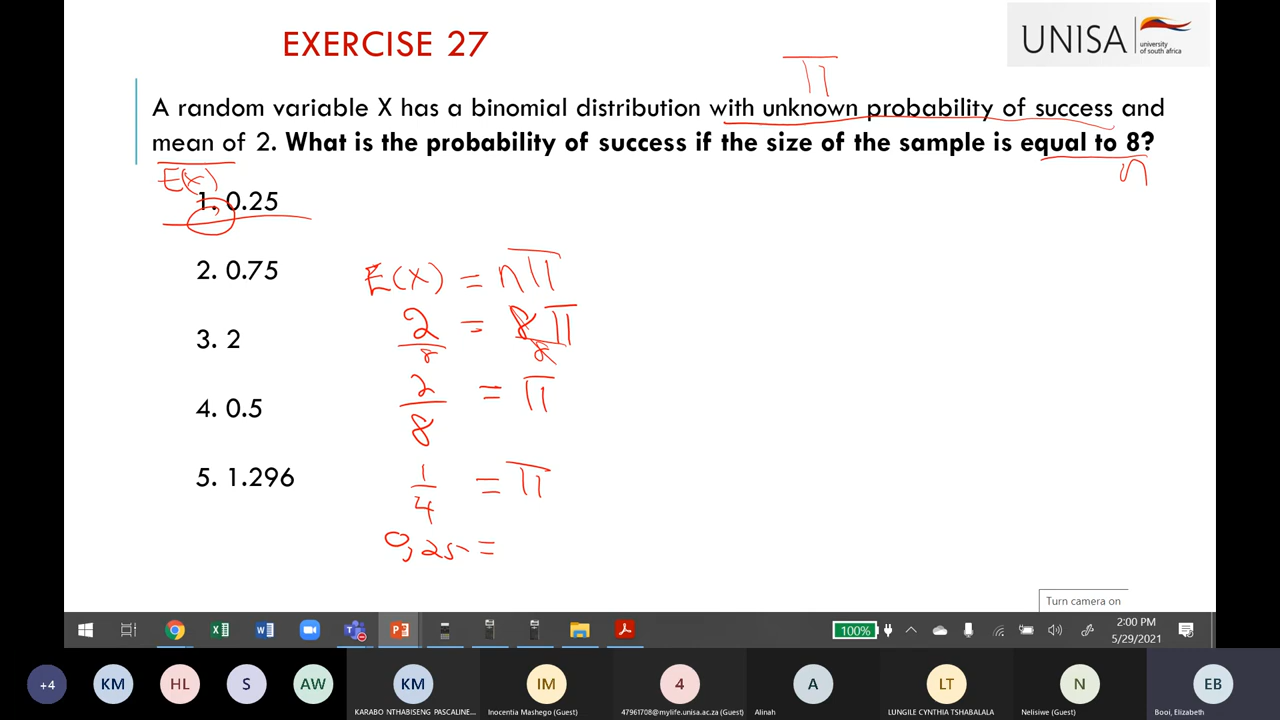 EXERCISE 27
UNISA university of south africa
π
A random variable X has a binomial distribution with unknown probability of success and
mean of 2. What is the probability of success if the size of the sample is equal to 8?
E(X)
n
1. 0.25
2. 0.75
3. 2
4. 0.5
5. 1.296
E(X) = nπ
2/8 = 8π/8
2/8 = π
1/4 = π
0,25 =
Turn camera on
100%
2:00 PM
5/29/2021
+4 KM HL S AW KM IM 4 A LT N EB
KARABO NTHABISENG PASCALINE... Inocentia Mashego (Guest) 47961708@mylife.unisa.ac.za (Guest) Alinah LUNGILE CYNTHIA TSHABALALA Nelisiwe (Guest) Booi, Elizabeth